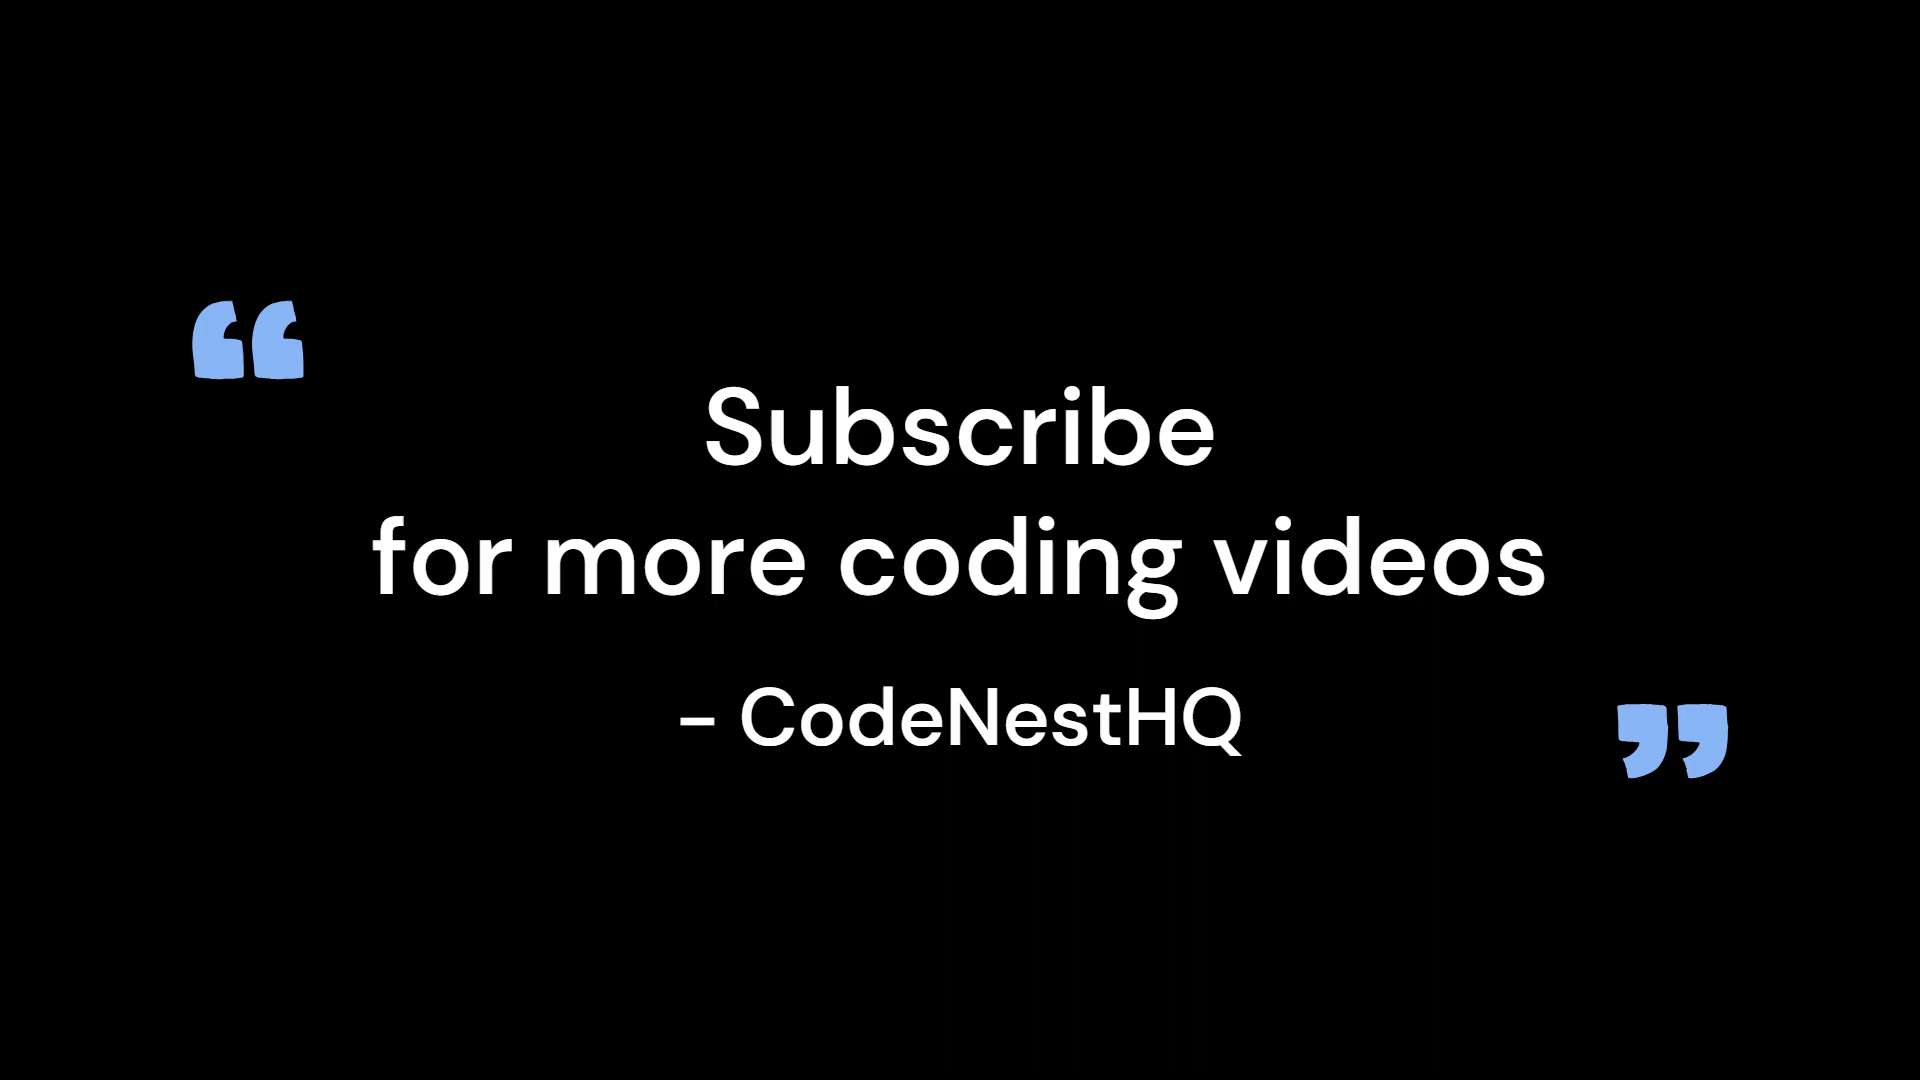 “
Subscribe
for more coding videos
- CodeNestHQ
”